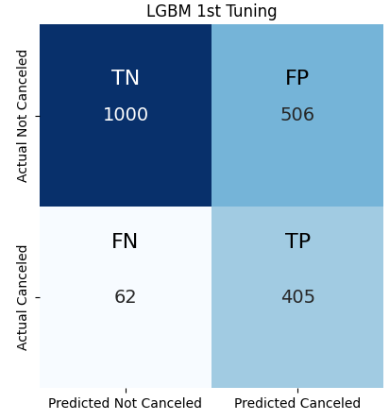 LGBM 1st Tuning
Actual Not Canceled
TN
FP
1000
506
Actual Canceled
FN
TP
62
405
Predicted Not Canceled
Predicted Canceled